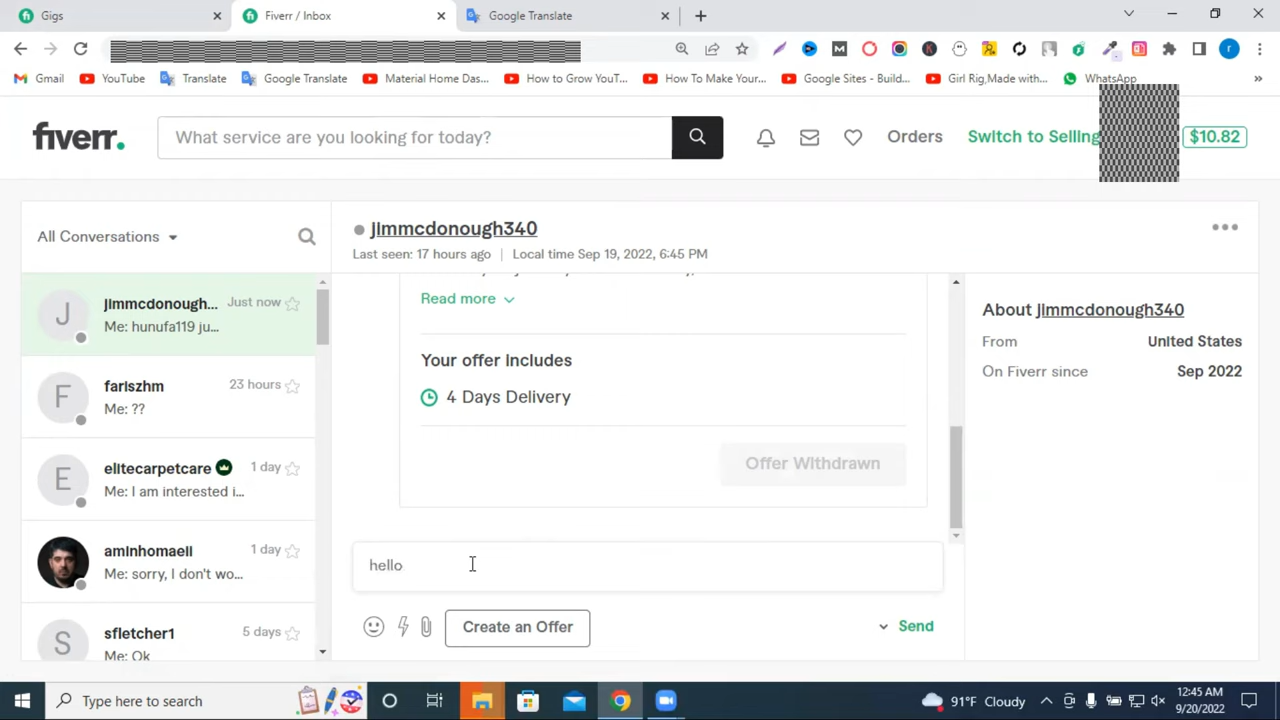 Gigs
Fiverr / Inbox
Google Translate
Gmail
YouTube
Translate
Google Translate
Material Home Das...
How to Grow YouT...
How To Make Your...
Google Sites - Build...
Girl Rig,Made with...
WhatsApp
fiverr.
What service are you looking for today?
Orders
Switch to Selling
$10.82
All Conversations
jimmcdonough340
Last seen: 17 hours ago | Local time Sep 19, 2022, 6:45 PM
J
jimmcdonough...
Just now
Me: hunufa119 ju...
F
fariszhm
23 hours
Me: ??
E
elitecarpetcare
1 day
Me: I am interested i...
aminhomaeii
1 day
Me: sorry, I don't wo...
S
sfletcher1
5 days
Me: Ok
Read more
Your offer includes
4 Days Delivery
Offer Withdrawn
hello
Create an Offer
Send
About jimmcdonough340
From
United States
On Fiverr since
Sep 2022
Type here to search
91°F Cloudy
12:45 AM
9/20/2022